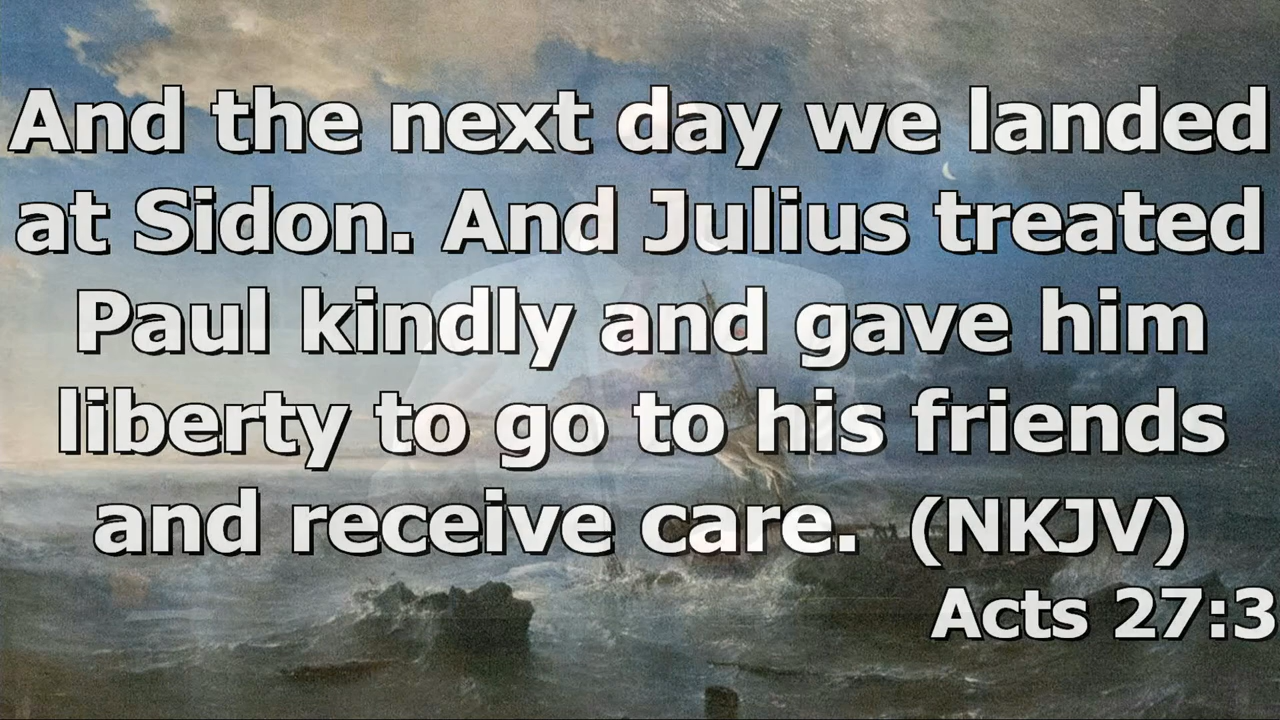 And the next day we landed
at Sidon. And Julius treated
Paul kindly and gave him
liberty to go to his friends
and receive care. (NKJV)
Acts 27:3